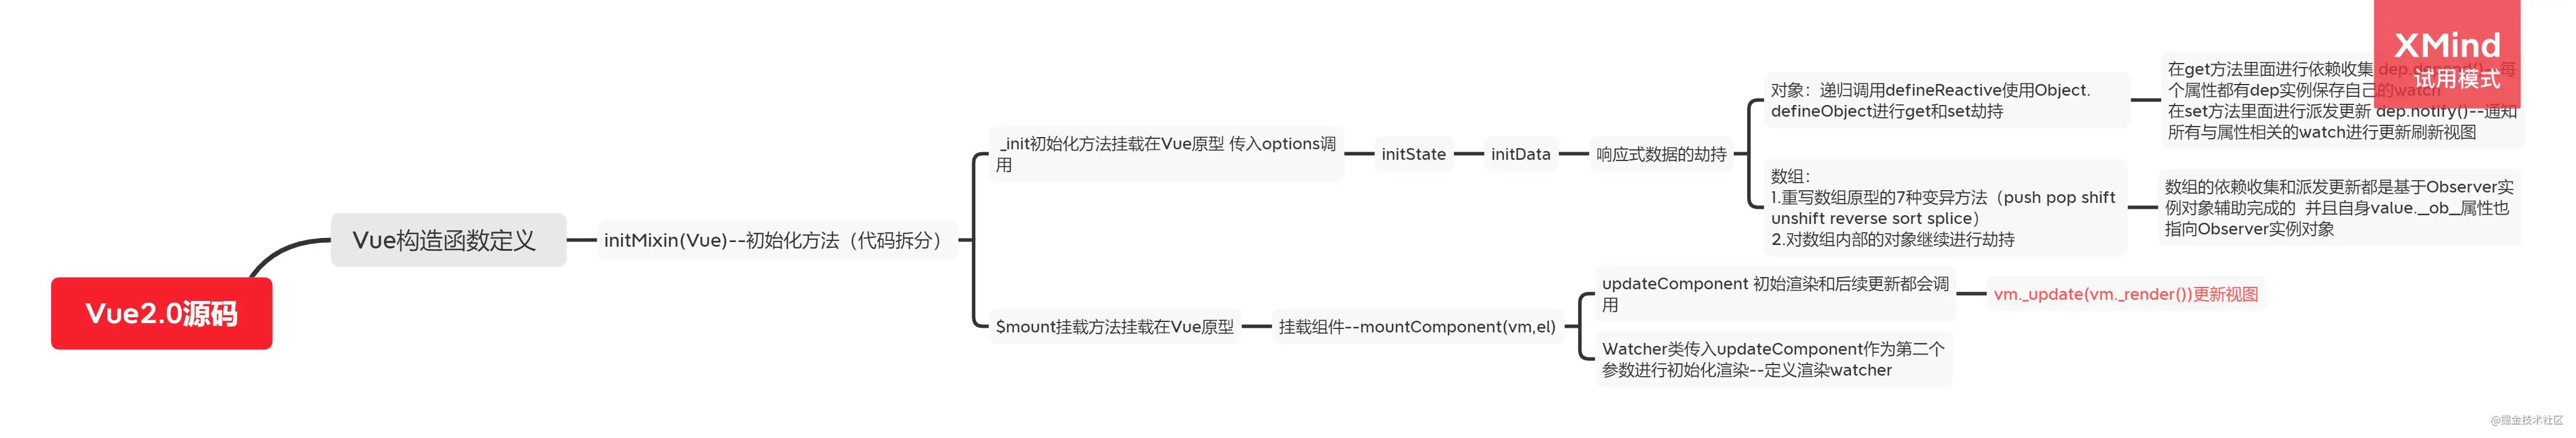 Vue2.0源码
Vue构造函数定义
initMixin(Vue)--初始化方法（代码拆分）
_init初始化方法挂载在Vue原型 传入options调
用
initState
initData
响应式数据的劫持
对象：递归调用defineReactive使用Object.
defineObject进行get和set劫持
在get方法里面进行依赖收集 dep.depend()--每
个属性都有dep实例保存自己的watch
在set方法里面进行派发更新 dep.notify()--通知
所有与属性相关的watch进行更新刷新视图
数组：
1.重写数组原型的7种变异方法（push pop shift
unshift reverse sort splice）
2.对数组内部的对象继续进行劫持
数组的依赖收集和派发更新都是基于Observer实
例对象辅助完成的 并且自身value.__ob__属性也
指向Observer实例对象
$mount挂载方法挂载在Vue原型
挂载组件--mountComponent(vm,el)
updateComponent 初始渲染和后续更新都会调
用
vm._update(vm._render())更新视图
Watcher类传入updateComponent作为第二个
参数进行初始化渲染--定义渲染watcher
XMind
试用模式
@掘金技术社区